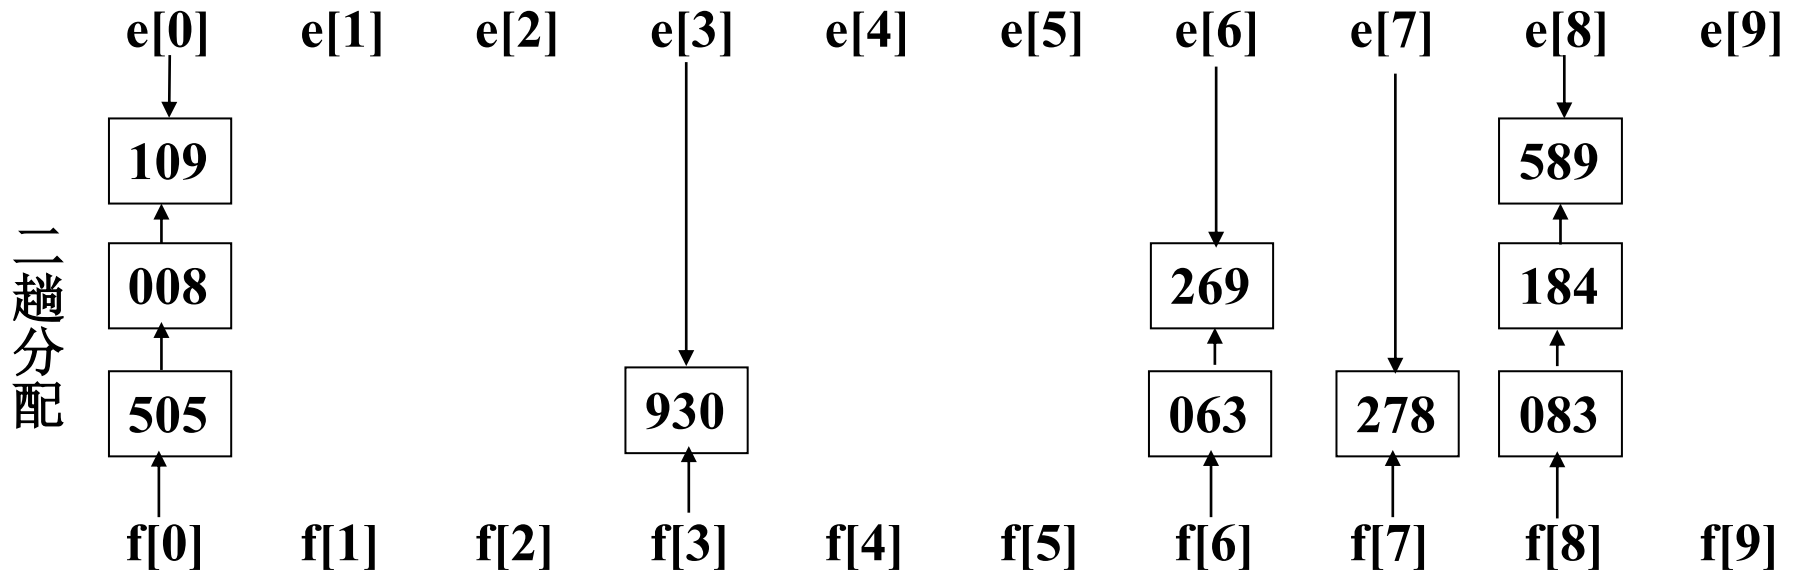 e[0] e[1] e[2] e[3] e[4] e[5] e[6] e[7] e[8] e[9]
109 589
008 269 184
505 930 063 278 083
f[0] f[1] f[2] f[3] f[4] f[5] f[6] f[7] f[8] f[9]
二趟分配